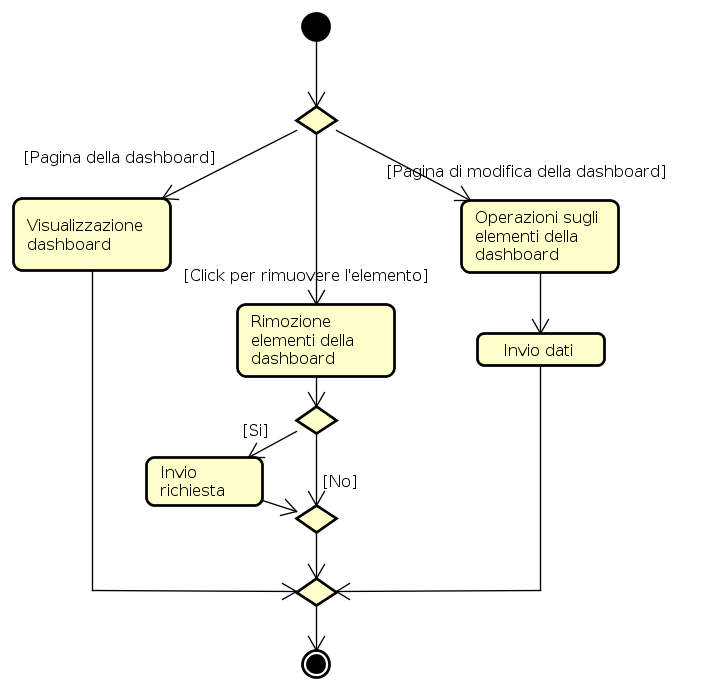 [Pagina della dashboard]
[Pagina di modifica della dashboard]
Visualizzazione
dashboard
Operazioni sugli
elementi della
dashboard
[Click per rimuovere l'elemento]
Rimozione
elementi della
dashboard
Invio dati
[Si]
[No]
Invio
richiesta